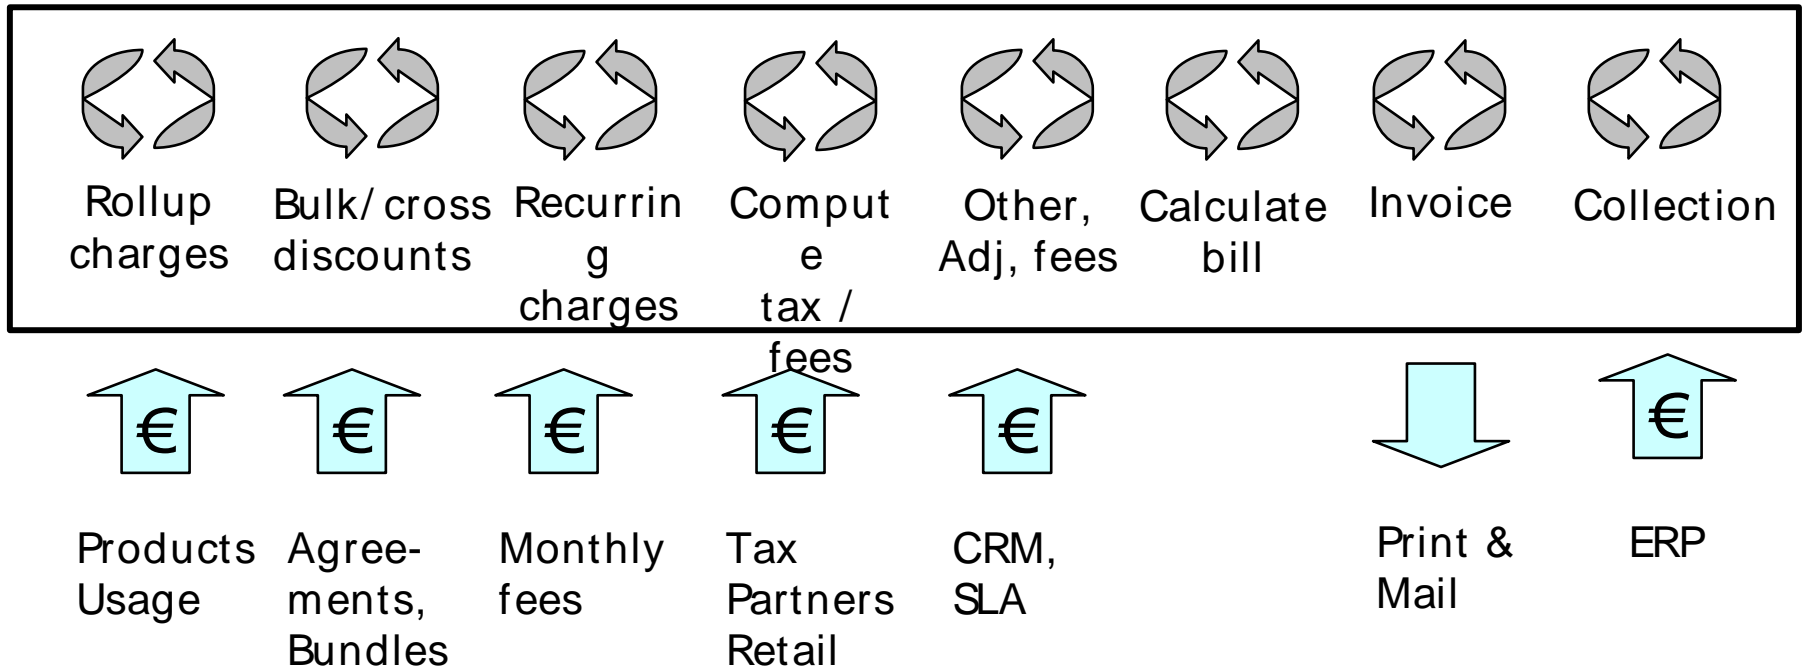 Rollup
charges
Bulk/cross
discounts
Recurrin
g
charges
Comput
e
tax /
fees
Other,
Adj, fees
Calculate
bill
Invoice
Collection
€
€
€
€
€
€
Products
Usage
Agree-
ments,
Bundles
Monthly
fees
Tax
Partners
Retail
CRM,
SLA
Print &
Mail
ERP